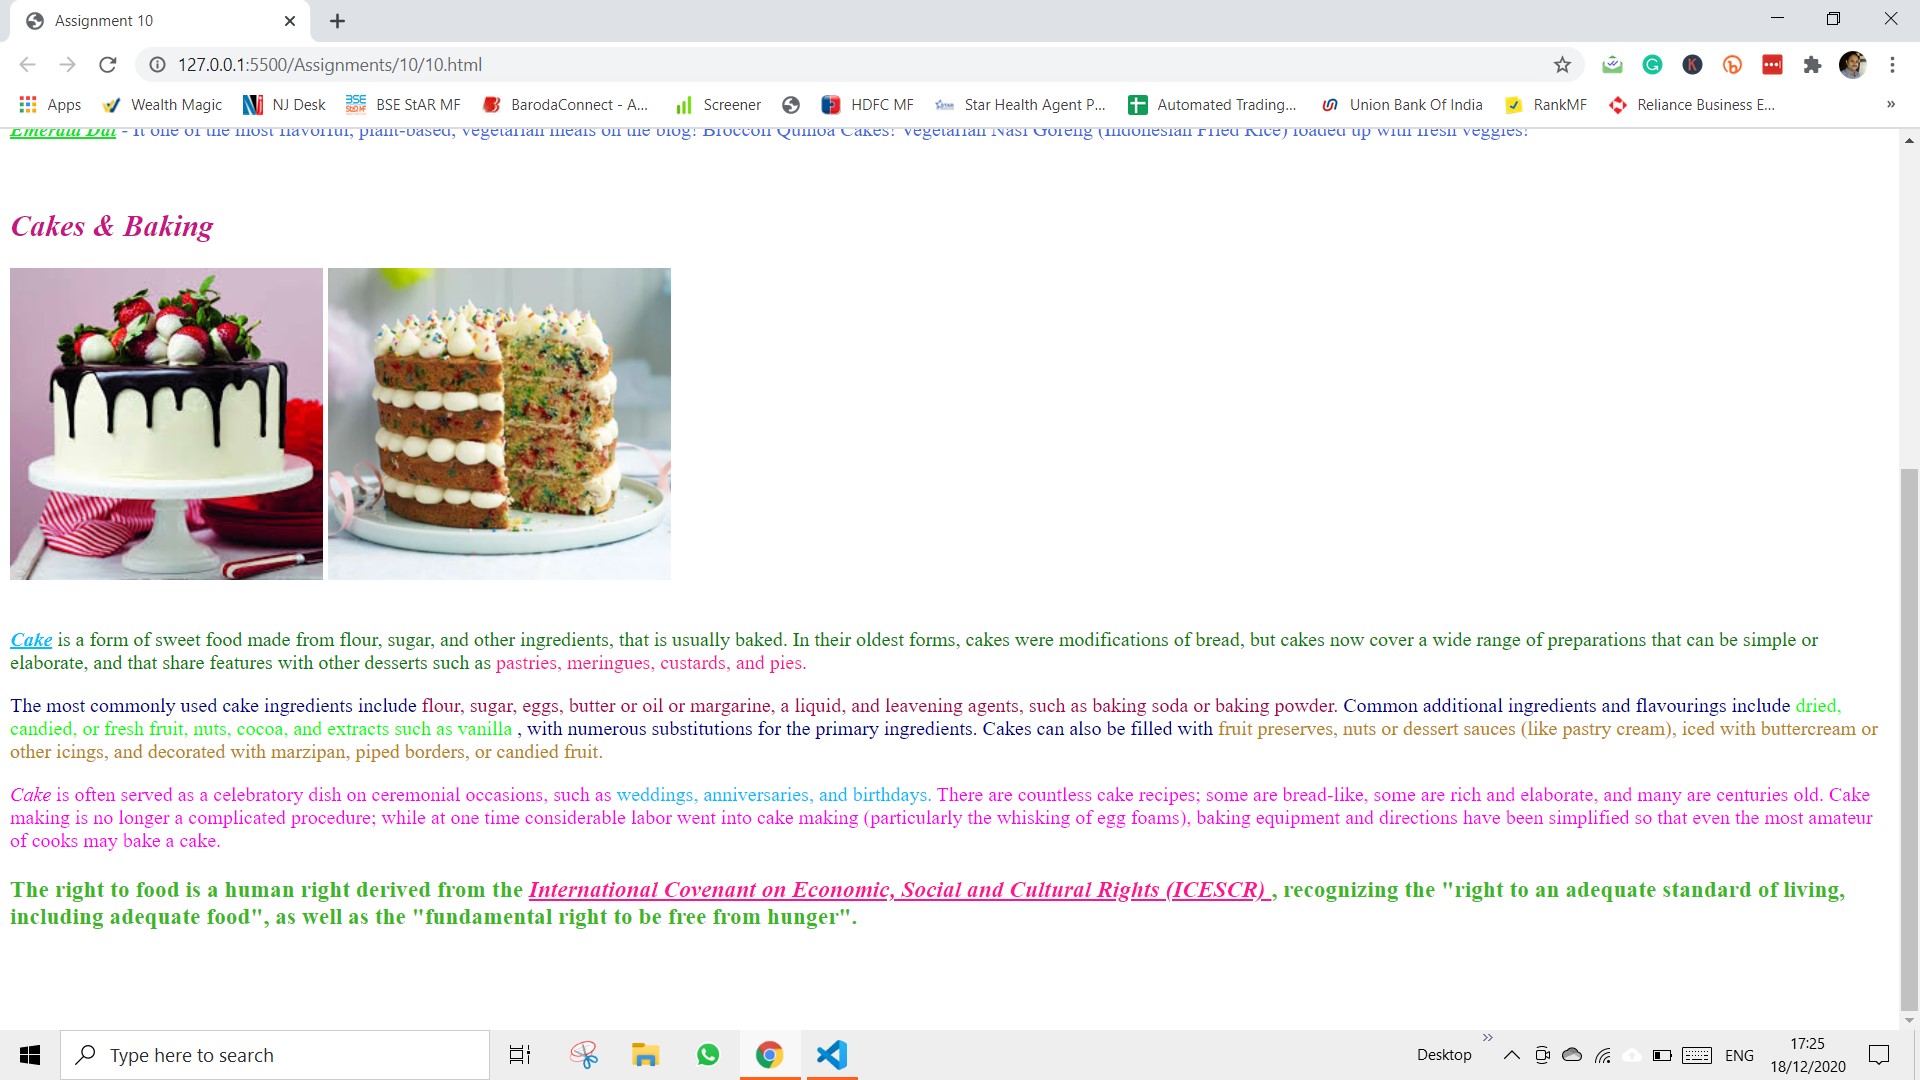 Assignment 10
127.0.0.1:5500/Assignments/10/10.html
Apps Wealth Magic NJ Desk BSE StAR MF BarodaConnect - A... Screener HDFC MF Star Health Agent P... Automated Trading... Union Bank Of India RankMF Reliance Business E... »
Emerald Dal - It one of the most flavorful, plant-based, vegetarian meals on the blog! Broccoli Quinoa Cakes! Vegetarian Nasi Goreng (Indonesian Fried Rice) loaded up with fresh veggies!
Cakes & Baking
Cake is a form of sweet food made from flour, sugar, and other ingredients, that is usually baked. In their oldest forms, cakes were modifications of bread, but cakes now cover a wide range of preparations that can be simple or
elaborate, and that share features with other desserts such as pastries, meringues, custards, and pies.
The most commonly used cake ingredients include flour, sugar, eggs, butter or oil or margarine, a liquid, and leavening agents, such as baking soda or baking powder. Common additional ingredients and flavourings include dried,
candied, or fresh fruit, nuts, cocoa, and extracts such as vanilla , with numerous substitutions for the primary ingredients. Cakes can also be filled with fruit preserves, nuts or dessert sauces (like pastry cream), iced with buttercream or
other icings, and decorated with marzipan, piped borders, or candied fruit.
Cake is often served as a celebratory dish on ceremonial occasions, such as weddings, anniversaries, and birthdays. There are countless cake recipes; some are bread-like, some are rich and elaborate, and many are centuries old. Cake
making is no longer a complicated procedure; while at one time considerable labor went into cake making (particularly the whisking of egg foams), baking equipment and directions have been simplified so that even the most amateur
of cooks may bake a cake.
The right to food is a human right derived from the International Covenant on Economic, Social and Cultural Rights (ICESCR) , recognizing the "right to an adequate standard of living,
including adequate food", as well as the "fundamental right to be free from hunger".
Type here to search
Desktop » ENG
17:25
18/12/2020